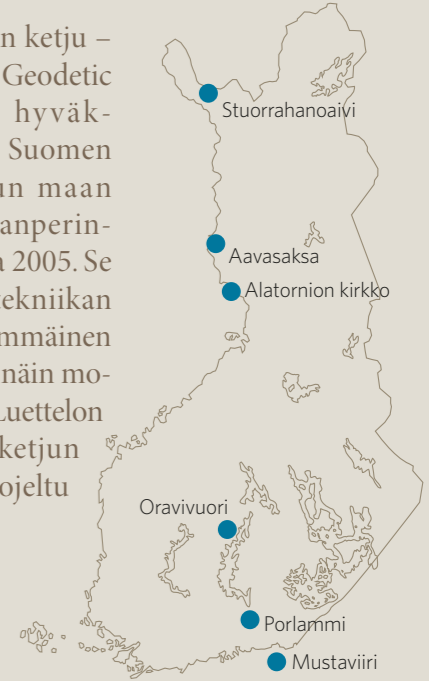 n ketju –
Geodetic
hyväk-
Suomen
un maan
anperin-
a 2005. Se
tekniikan
mmäinen
näin mo-
Luettelon
ketjun
ojeltu
Stuorrahanoaivi
Aavasaksa
Alatornion kirkko
Oravivuori
Porlammi
Mustaviiri